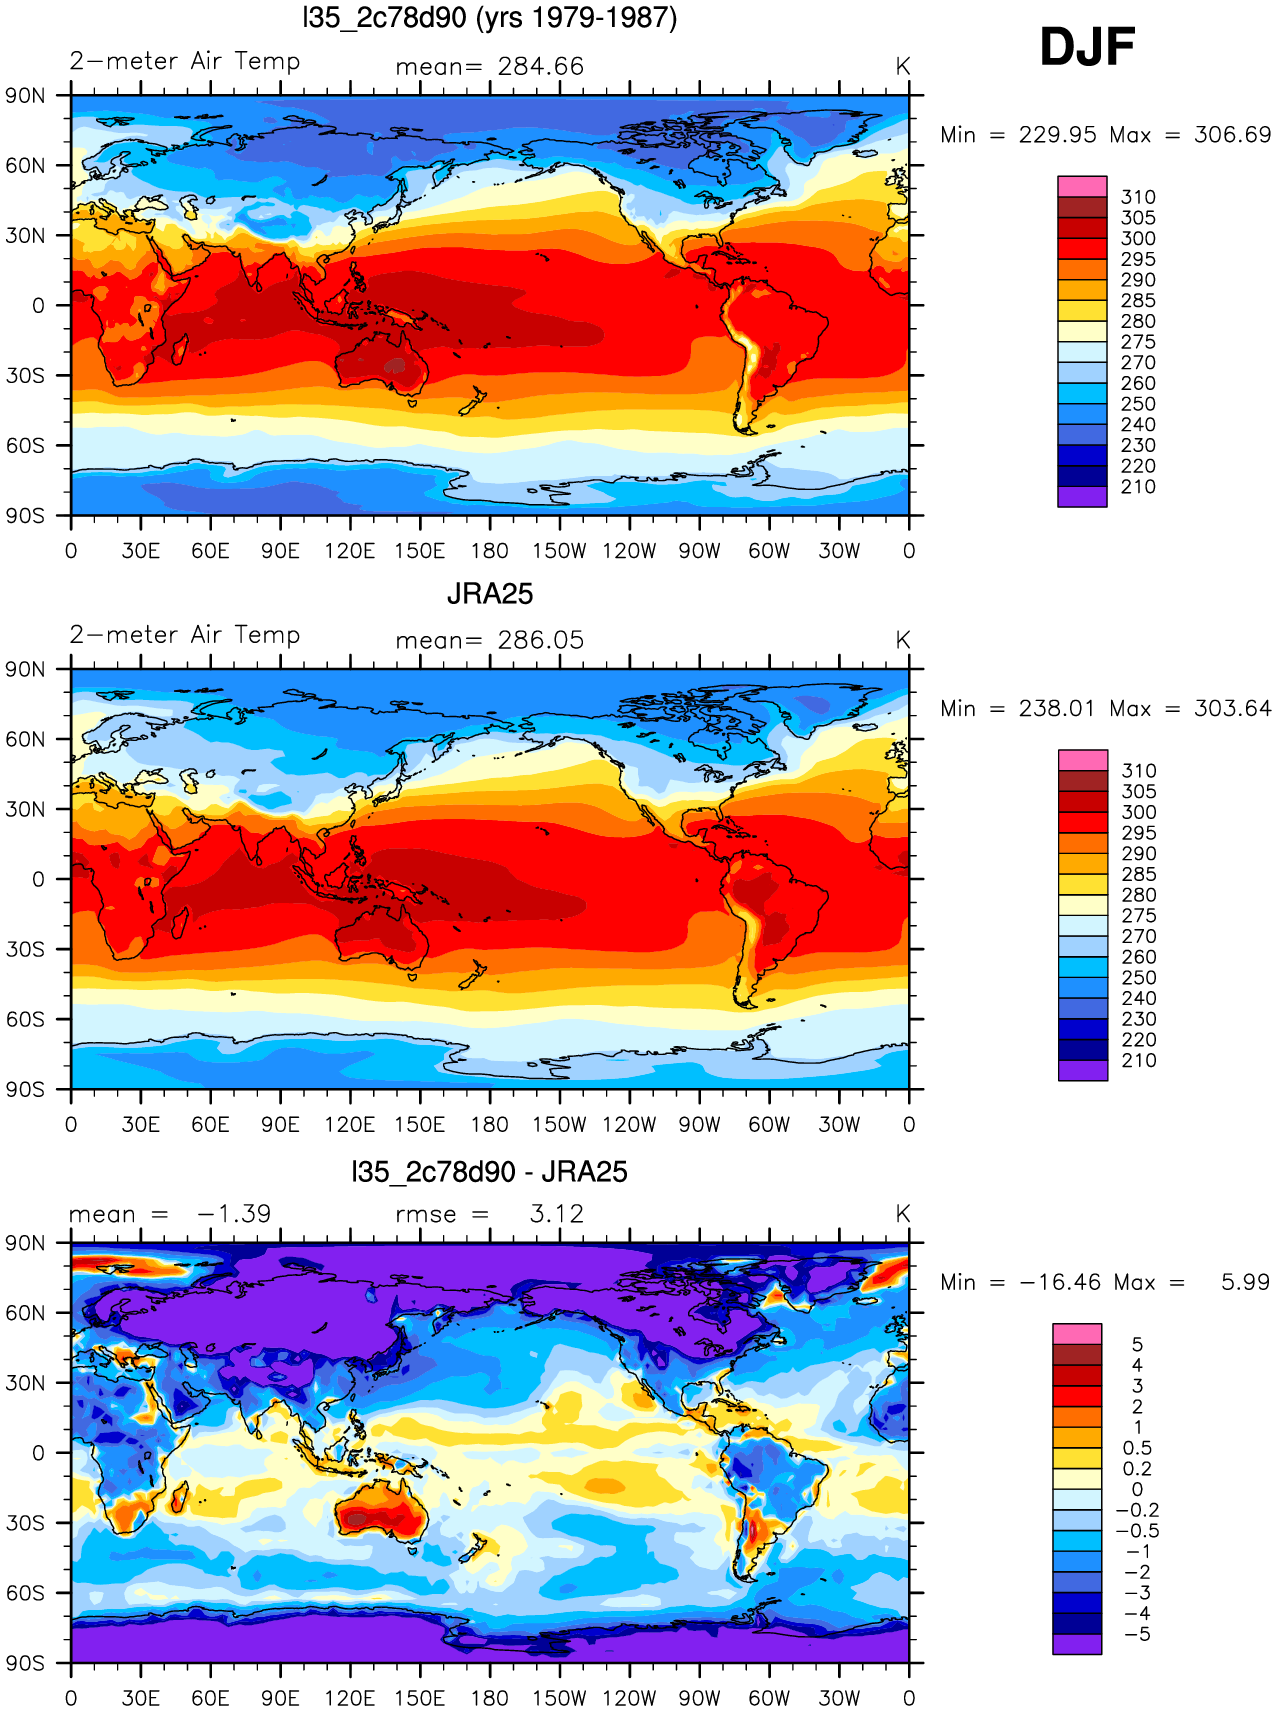 l35_2c78d90 (yrs 1979-1987)
DJF
2-meter Air Temp mean= 284.66 K
Min = 229.95 Max = 306.69
90N
60N
30N
0
30S
60S
90S
0 30E 60E 90E 120E 150E 180 150W 120W 90W 60W 30W 0
310
305
300
295
290
285
280
275
270
260
250
240
230
220
210
JRA25
2-meter Air Temp mean= 286.05 K
Min = 238.01 Max = 303.64
90N
60N
30N
0
30S
60S
90S
0 30E 60E 90E 120E 150E 180 150W 120W 90W 60W 30W 0
310
305
300
295
290
285
280
275
270
260
250
240
230
220
210
l35_2c78d90 - JRA25
mean = -1.39 rmse = 3.12 K
Min = -16.46 Max = 5.99
90N
60N
30N
0
30S
60S
90S
0 30E 60E 90E 120E 150E 180 150W 120W 90W 60W 30W 0
5
4
3
2
1
0.5
0.2
0
-0.2
-0.5
-1
-2
-3
-4
-5